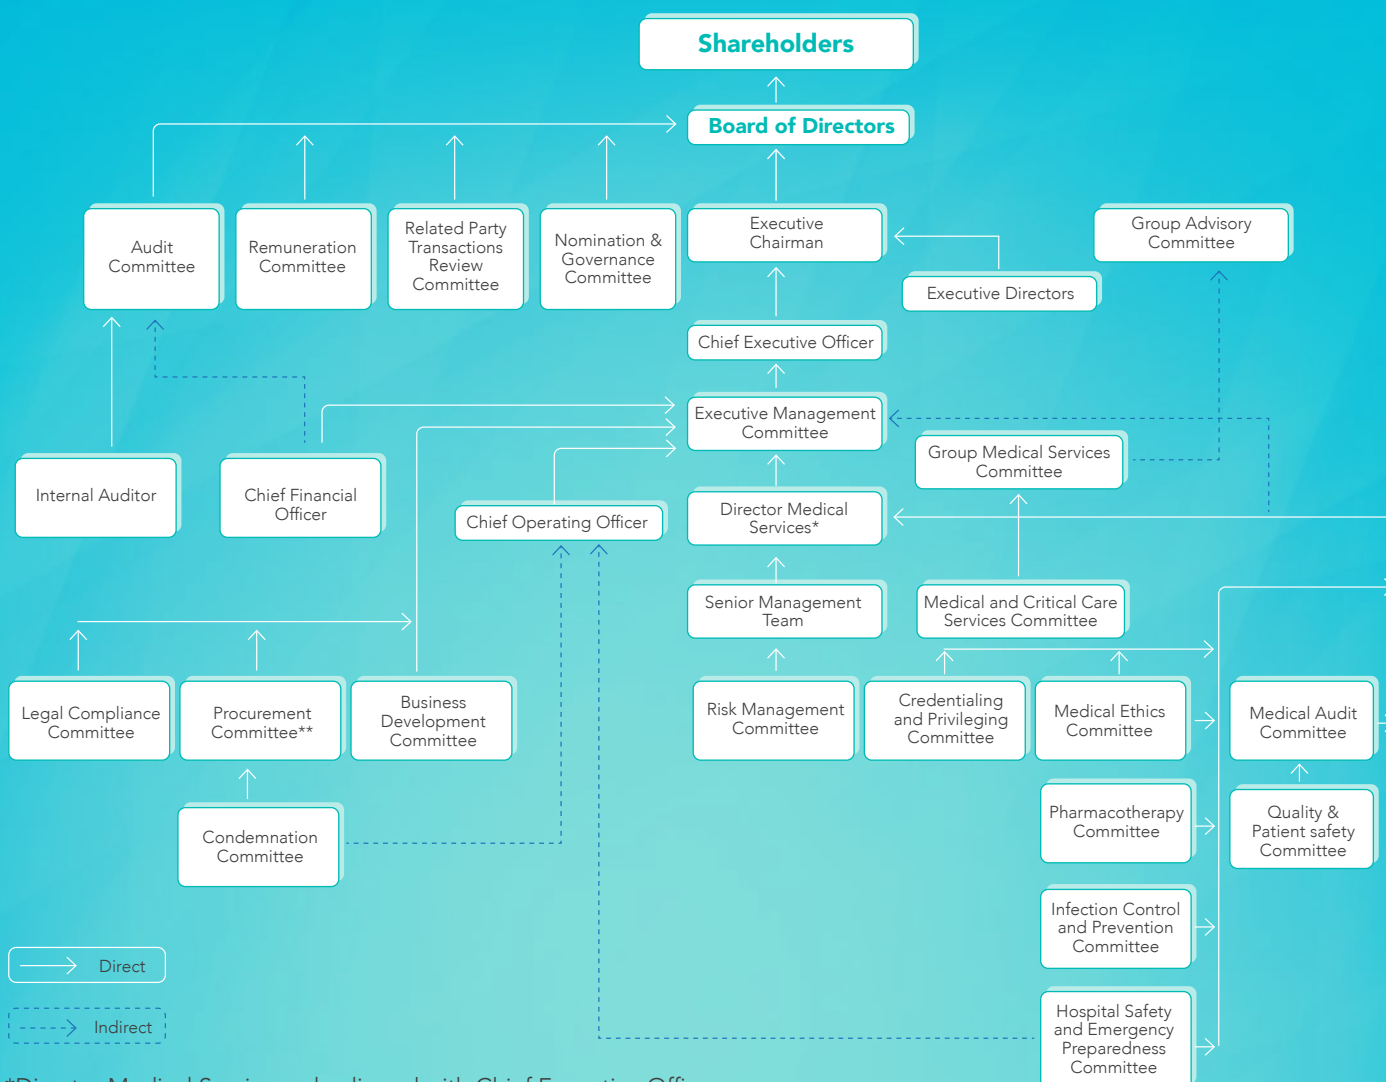 Shareholders
Board of Directors
Audit
Committee
Remuneration
Committee
Related Party
Transactions
Review
Committee
Nomination &
Governance
Committee
Executive
Chairman
Group Advisory
Committee
Executive Directors
Chief Executive Officer
Executive Management
Committee
Group Medical Services
Committee
Internal Auditor
Chief Financial
Officer
Chief Operating Officer
Director Medical
Services*
Senior Management
Team
Medical and Critical Care
Services Committee
Legal Compliance
Committee
Procurement
Committee**
Business
Development
Committee
Risk Management
Committee
Credentialing
and Privileging
Committee
Medical Ethics
Committee
Medical Audit
Committee
Condemnation
Committee
Pharmacotherapy
Committee
Quality &
Patient safety
Committee
Infection Control
and Prevention
Committee
Hospital Safety
and Emergency
Preparedness
Committee
Direct
Indirect